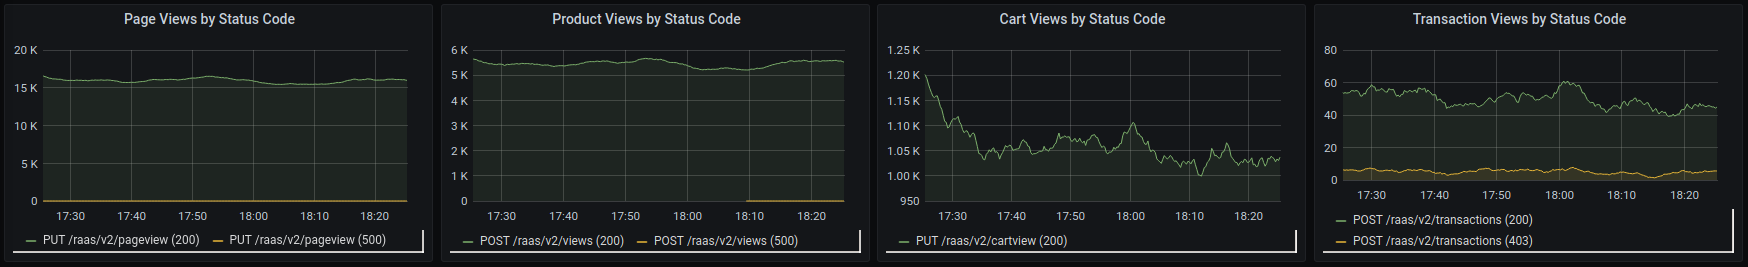 Page Views by Status Code
20 K
15 K
10 K
5 K
0
17:30 17:40 17:50 18:00 18:10 18:20
PUT /raas/v2/pageview (200) PUT /raas/v2/pageview (500)
Product Views by Status Code
6 K
5 K
4 K
3 K
2 K
1 K
0
17:30 17:40 17:50 18:00 18:10 18:20
POST /raas/v2/views (200) POST /raas/v2/views (500)
Cart Views by Status Code
1.25 K
1.20 K
1.15 K
1.10 K
1.05 K
1.00 K
950
17:30 17:40 17:50 18:00 18:10 18:20
PUT /raas/v2/cartview (200)
Transaction Views by Status Code
80
60
40
20
0
17:30 17:40 17:50 18:00 18:10 18:20
POST /raas/v2/transactions (200)
POST /raas/v2/transactions (403)